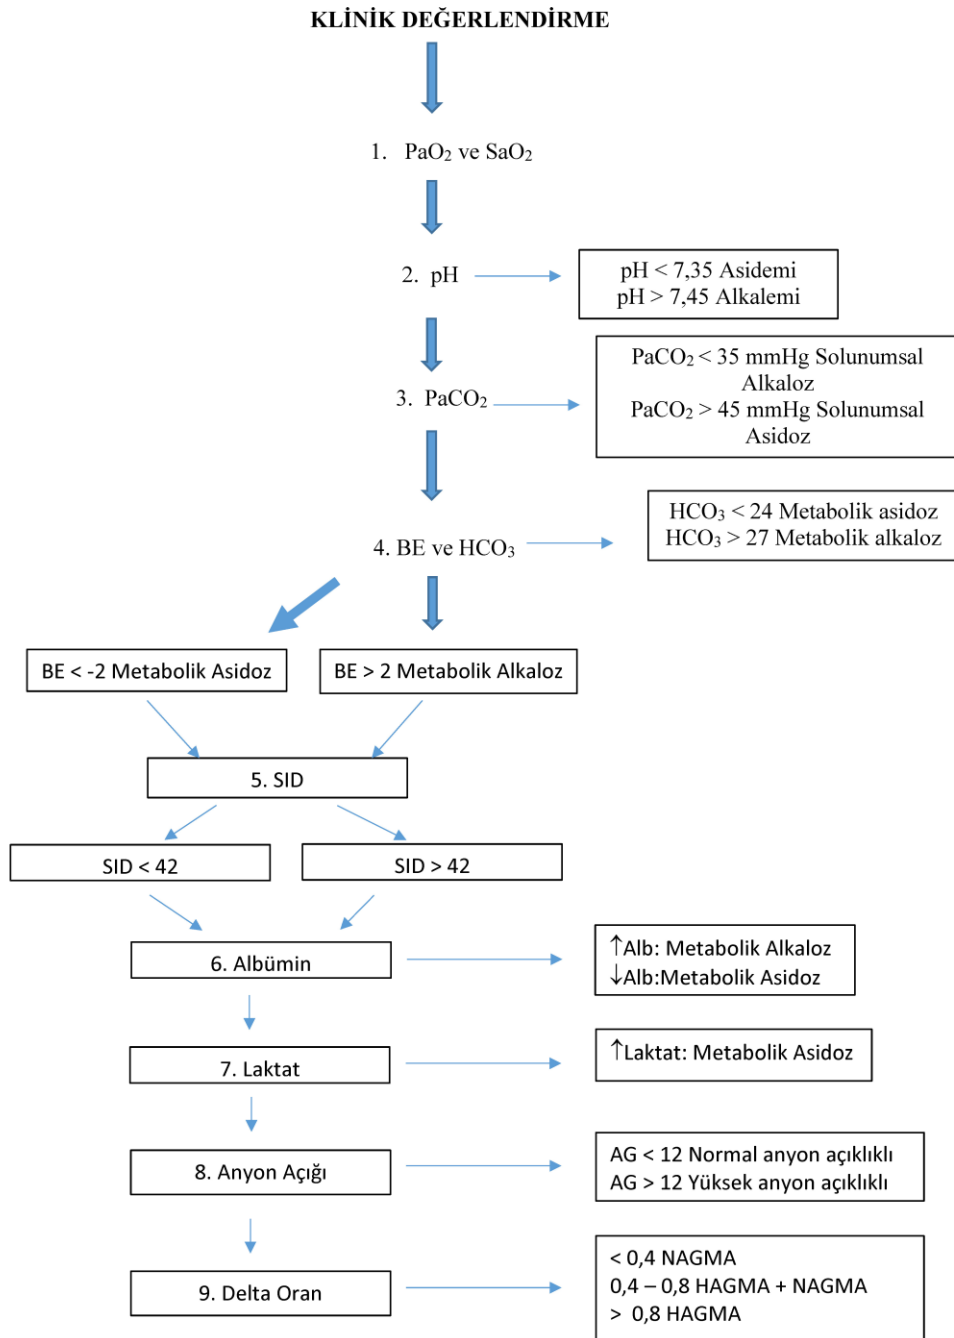 KLİNİK DEĞERLENDİRME
1. PaO₂ ve SaO₂
2. pH
pH < 7,35 Asidemi
pH > 7,45 Alkalemi
3. PaCO₂
PaCO₂ < 35 mmHg Solunumsal
Alkaloz
PaCO₂ > 45 mmHg Solunumsal
Asidoz
4. BE ve HCO₃
HCO₃ < 24 Metabolik asidoz
HCO₃ > 27 Metabolik alkaloz
BE < -2 Metabolik Asidoz
BE > 2 Metabolik Alkaloz
5. SID
SID < 42
SID > 42
6. Albümin
↑Alb: Metabolik Alkaloz
↓Alb:Metabolik Asidoz
7. Laktat
↑Laktat: Metabolik Asidoz
8. Anyon Açığı
AG < 12 Normal anyon açıklıklı
AG > 12 Yüksek anyon açıklıklı
9. Delta Oran
< 0,4 NAGMA
0,4 – 0,8 HAGMA + NAGMA
> 0,8 HAGMA